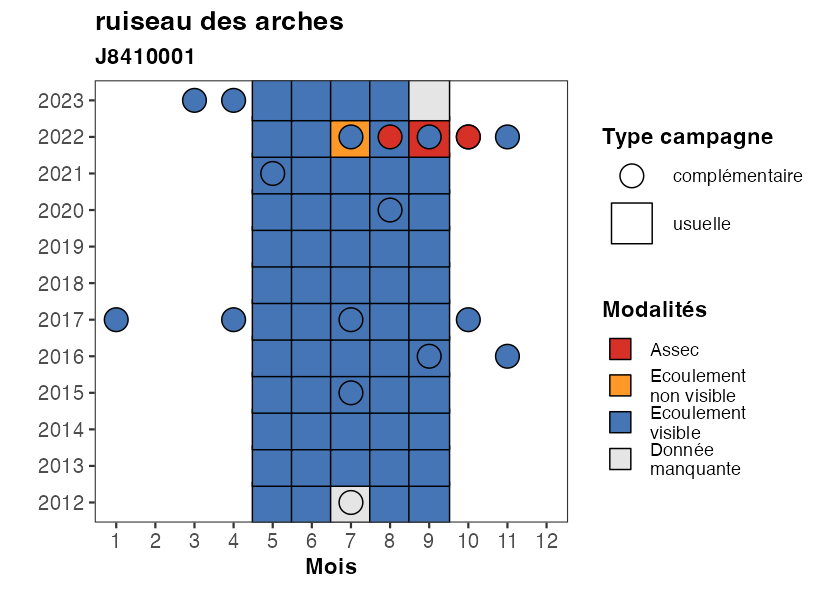 ruiseau des arches
J8410001
2023
2022
2021
2020
2019
2018
2017
2016
2015
2014
2013
2012
1 2 3 4 5 6 7 8 9 10 11 12
Mois
Type campagne
complémentaire
usuelle
Modalités
Assec
Ecoulement
non visible
Ecoulement
visible
Donnée
manquante